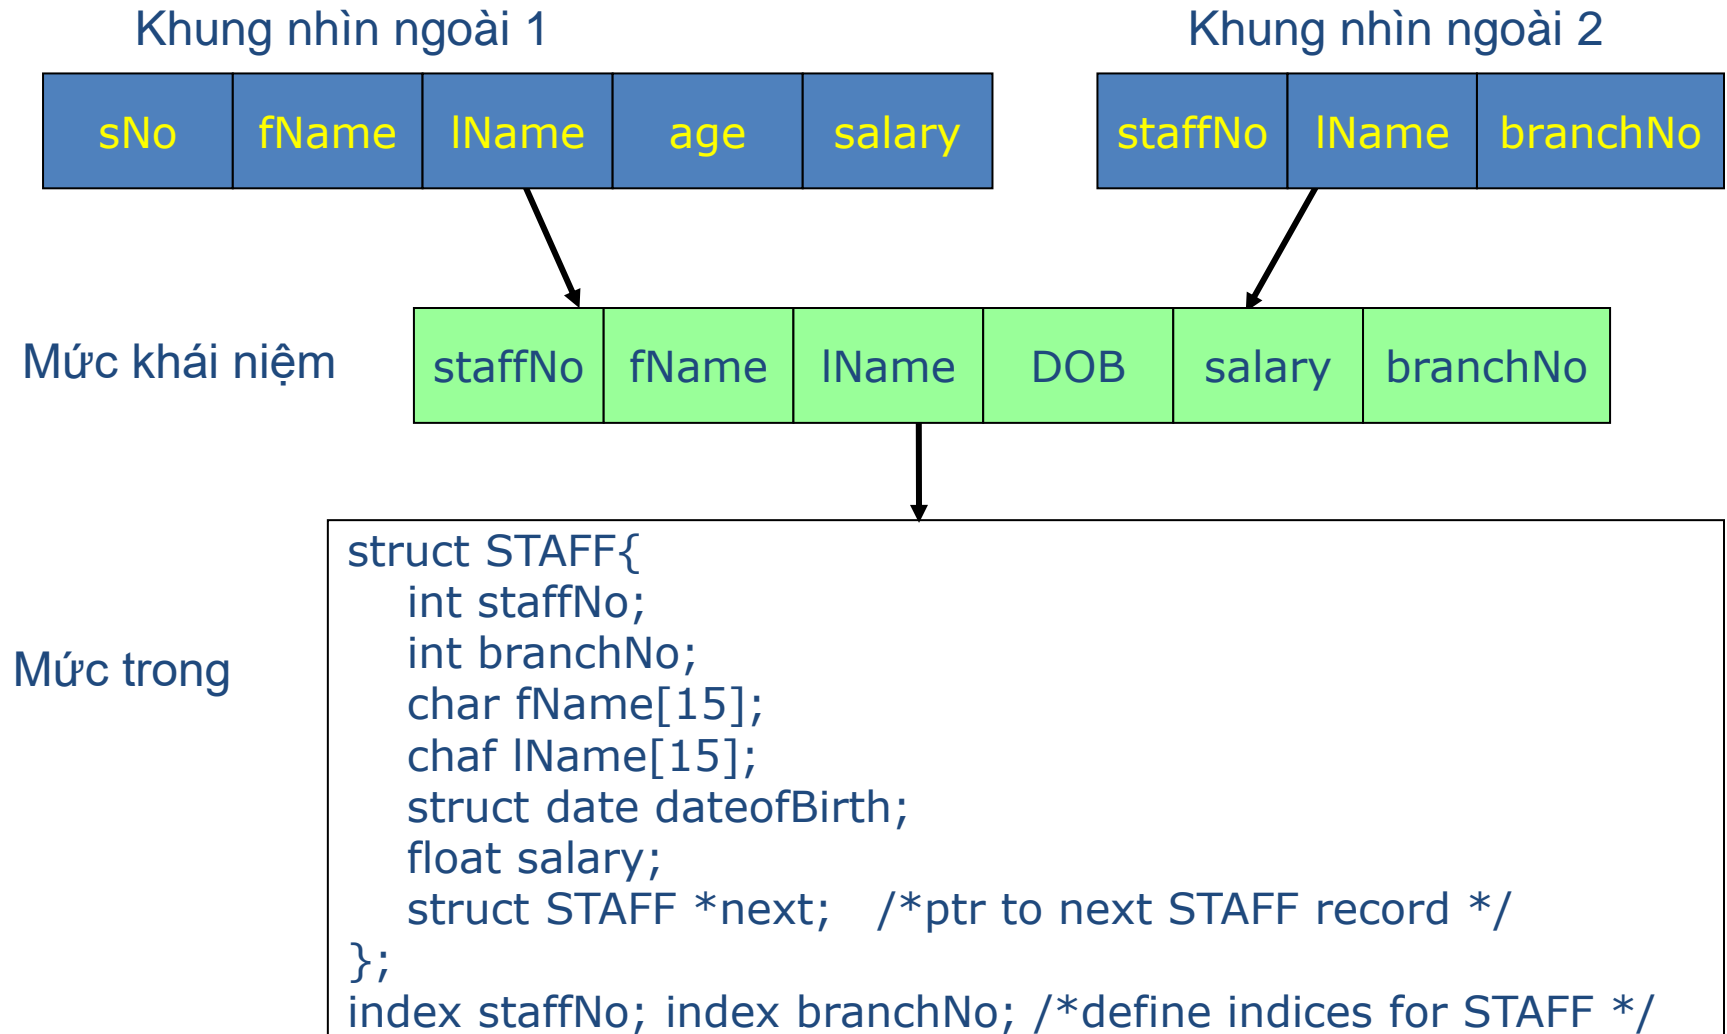 Khung nhìn ngoài 1 Khung nhìn ngoài 2
sNo fName lName age salary staffNo lName branchNo
Mức khái niệm staffNo fName lName DOB salary branchNo
Mức trong
struct STAFF{
int staffNo;
int branchNo;
char fName[15];
chaf lName[15];
struct date dateofBirth;
float salary;
struct STAFF *next; /*ptr to next STAFF record */
};
index staffNo; index branchNo; /*define indices for STAFF */